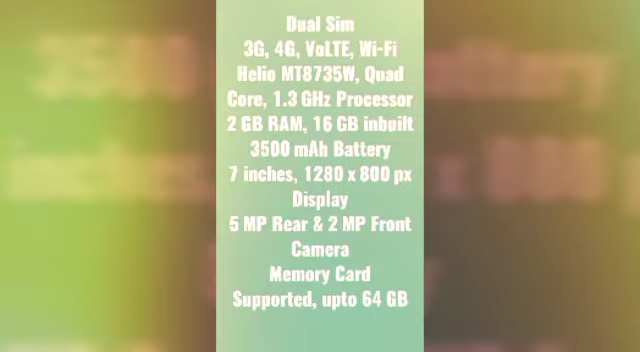 Dual Sim
3G, 4G, VoLTE, Wi-Fi
Helio MT8735W, Quad
Core, 1.3 GHz Processor
2 GB RAM, 16 GB inbuilt
3500 mAh Battery
7 inches, 1280 x 800 px
Display
5 MP Rear & 2 MP Front
Camera
Memory Card
Supported, upto 64 GB